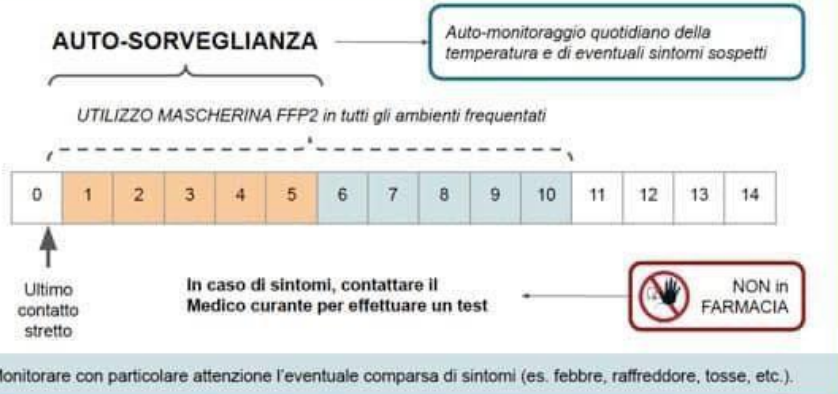 AUTO-SORVEGLIANZA
Auto-monitoraggio quotidiano della
temperatura e di eventuali sintomi sospetti
UTILIZZO MASCHERINA FFP2 in tutti gli ambienti frequentati
0 1 2 3 4 5 6 7 8 9 10 11 12 13 14
Ultimo
contatto
stretto
In caso di sintomi, contattare il
Medico curante per effettuare un test
NON in
FARMACIA
Monitorare con particolare attenzione l'eventuale comparsa di sintomi (es. febbre, raffreddore, tosse, etc.).